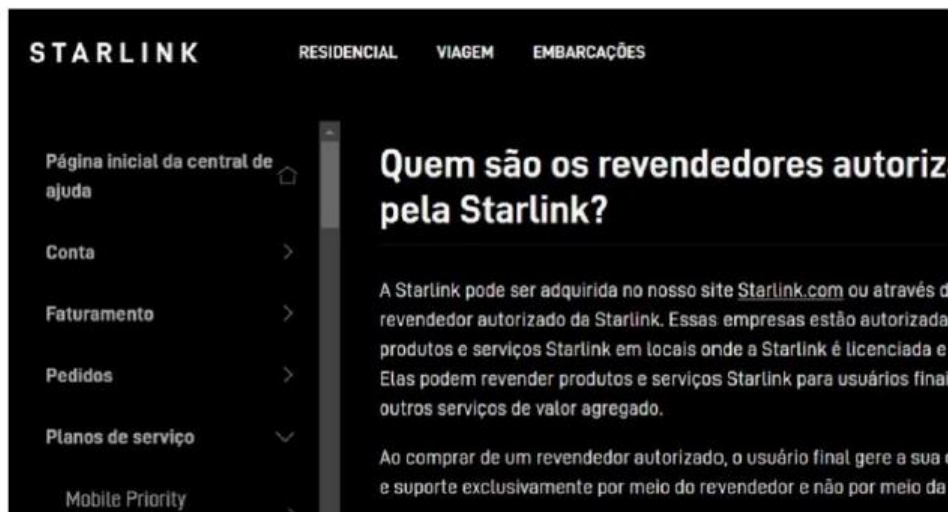 STARLINK RESIDENCIAL VIAGEM EMBARCAÇÕES
Página inicial da central de
ajuda
Conta
Faturamento
Pedidos
Planos de serviço
Mobile Priority
Quem são os revendedores
pela Starlink?
A Starlink pode ser adquirida no nosso site Starlink.com ou através
revendedor autorizado da Starlink. Essas empresas estão
produtos e serviços Starlink em locais onde a Starlink é licenciada e
Elas podem revender produtos e serviços Starlink para usuários
outros serviços de valor agregado.
Ao comprar de um revendedor autorizado, o usuário final gere a sua
e suporte exclusivamente por meio do revendedor e não por meio da